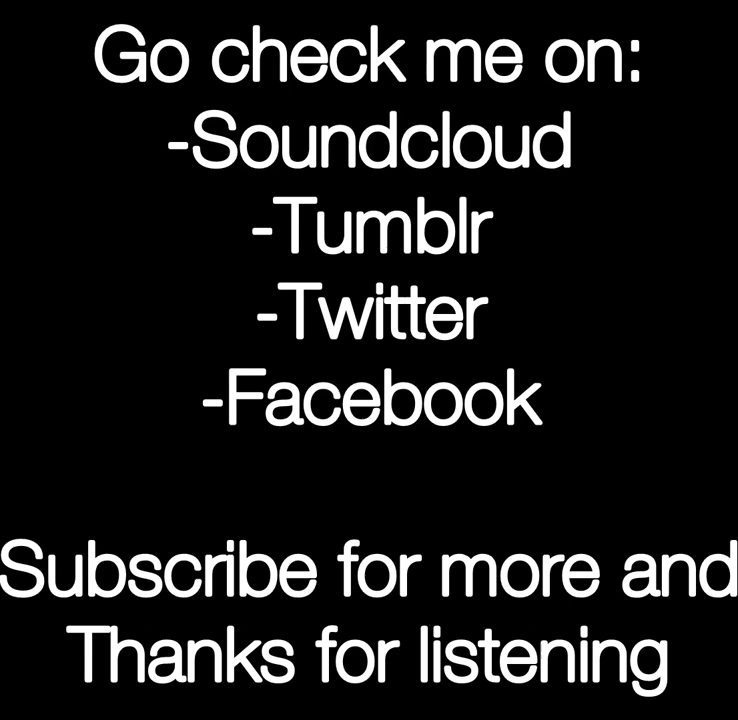 Go check me on:
-Soundcloud
-Tumblr
-Twitter
-Facebook
Subscribe for more and
Thanks for listening